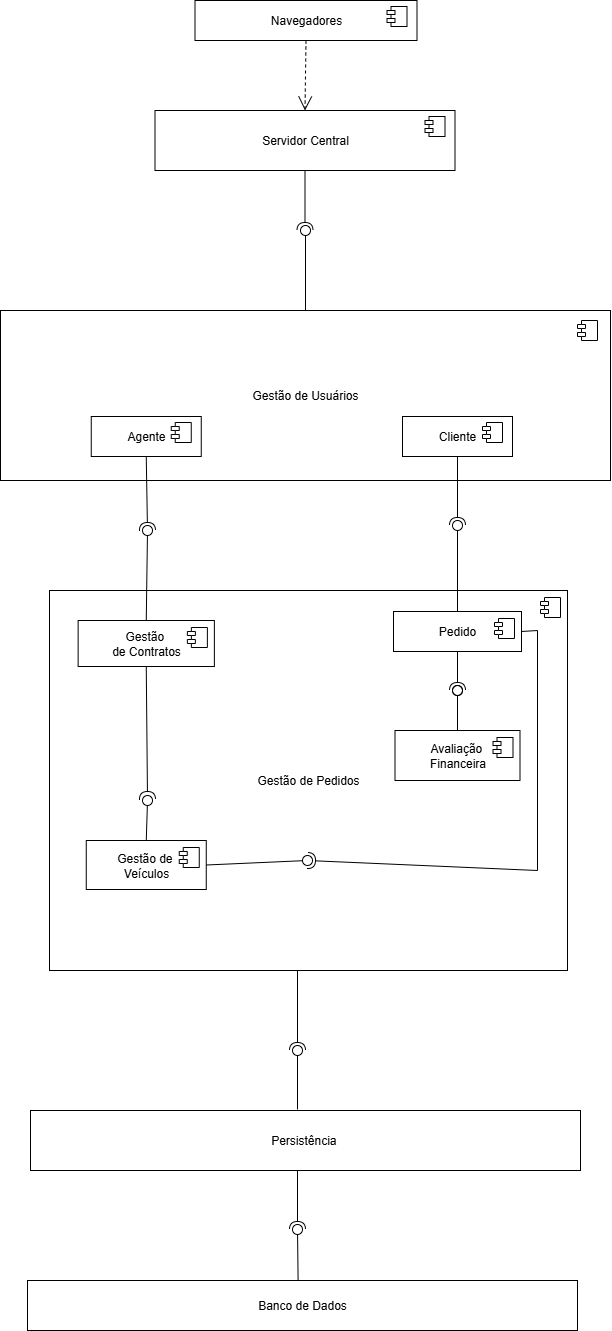 Navegadores
Servidor Central
Gestão de Usuários
Agente
Cliente
Gestão
de Contratos
Pedido
Avaliação
Financeira
Gestão de Pedidos
Gestão de
Veículos
Persistência
Banco de Dados